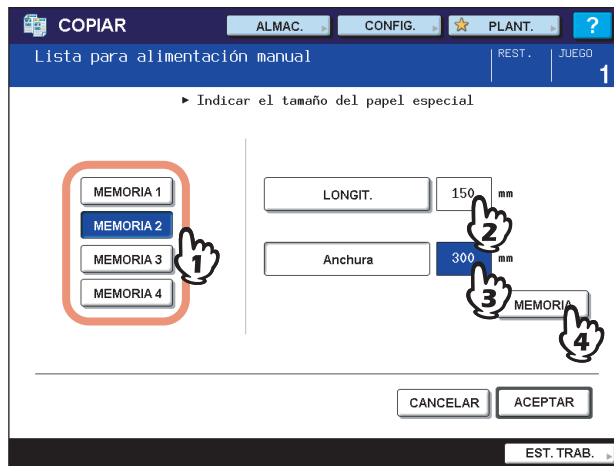 COPIAR
ALMAC.
CONFIG.
PLANT.
?
Lista para alimentación manual
REST.
JUEGO
1
► Indicar el tamaño del papel especial
MEMORIA 1
MEMORIA 2
MEMORIA 3
MEMORIA 4
1
LONGIT.
150 mm
2
Anchura
300 mm
3
MEMORIA
4
CANCELAR
ACEPTAR
EST. TRAB.